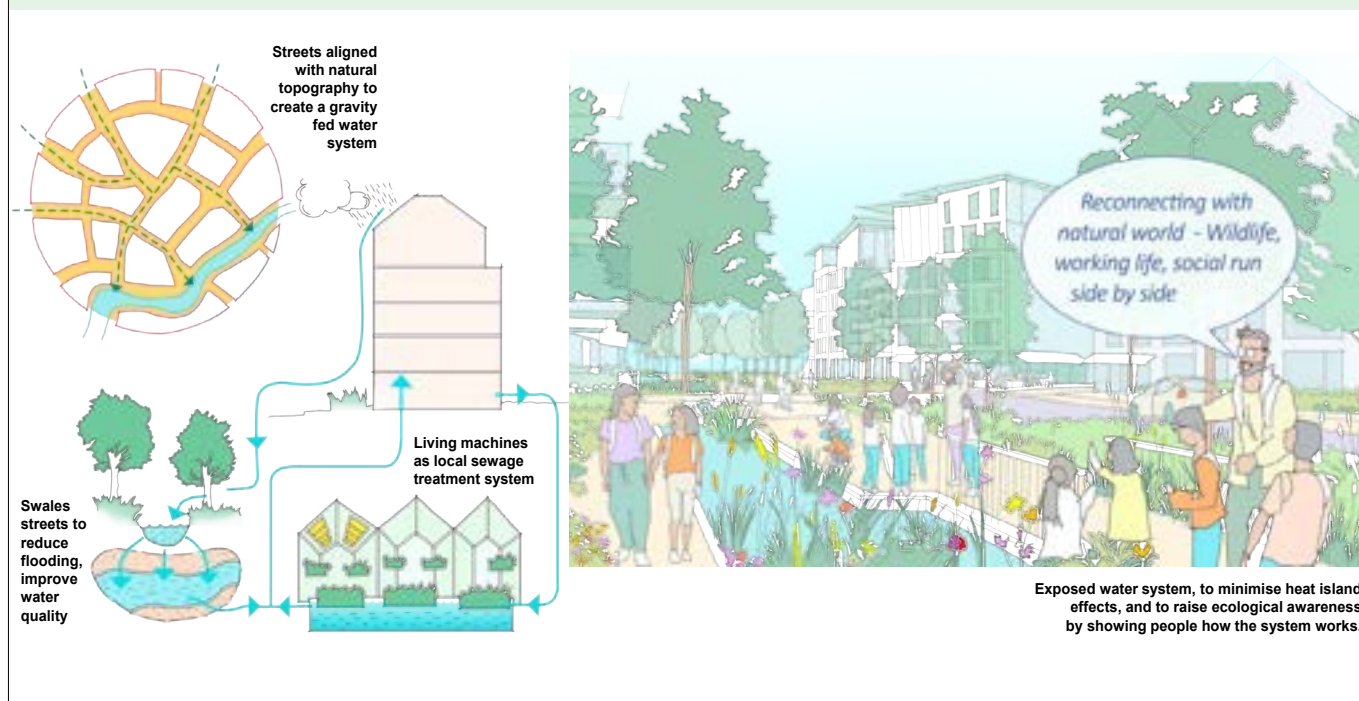 Streets aligned
with natural
topography to
create a gravity
fed water
system
Reconnecting with
natural world - Wildlife,
working life, social run
side by side
Living machines
as local sewage
treatment system
Swales
streets to
reduce
flooding,
improve
water
quality
Exposed water system, to minimise heat island
effects, and to raise ecological awareness
by showing people how the system works.